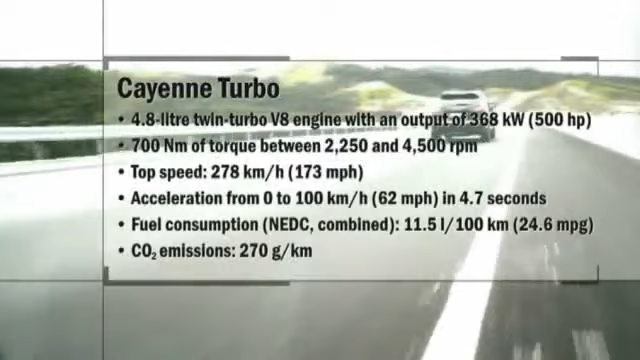 Cayenne Turbo
• 4.8-litre twin-turbo V8 engine with an output of 368 kW (500 hp)
• 700 Nm of torque between 2,250 and 4,500 rpm
• Top speed: 278 km/h (173 mph)
• Acceleration from 0 to 100 km/h (62 mph) in 4.7 seconds
• Fuel consumption (NEDC, combined): 11.5 l/100 km (24.6 mpg)
• CO₂ emissions: 270 g/km